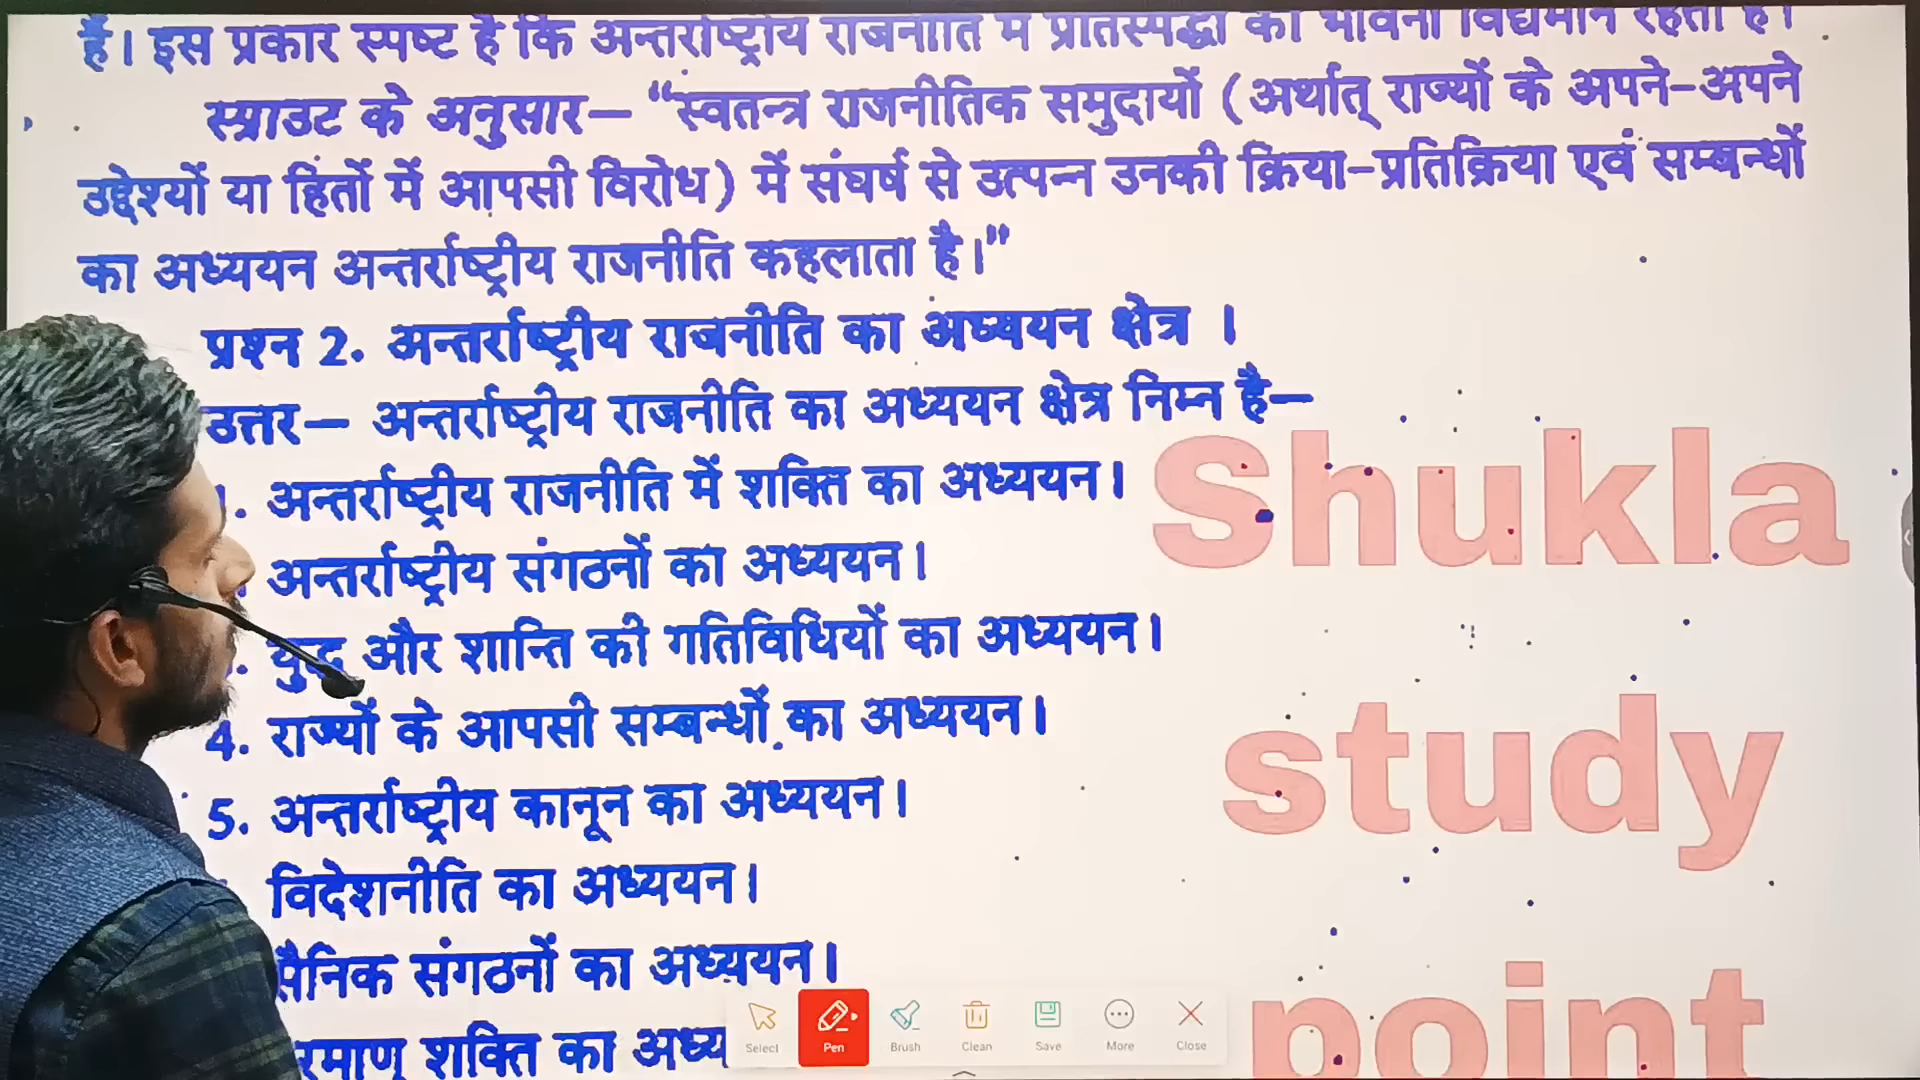 है। इस प्रकार स्पष्ट है कि अन्तर्राष्ट्रीय राजनीति में प्रतिस्पर्द्धा की भावना विद्यमान रहती है।
स्प्राउट के अनुसार— “स्वतन्त्र राजनीतिक समुदायों (अर्थात् राज्यों के अपने-अपने
उद्देश्यों या हितों में आपसी विरोध) में संघर्ष से उत्पन्न उनकी क्रिया-प्रतिक्रिया एवं सम्बन्धों
का अध्ययन अन्तर्राष्ट्रीय राजनीति कहलाता है।”
प्रश्न 2. अन्तर्राष्ट्रीय राजनीति का अध्ययन क्षेत्र ।
उत्तर— अन्तर्राष्ट्रीय राजनीति का अध्ययन क्षेत्र निम्न है—
. अन्तर्राष्ट्रीय राजनीति में शक्ति का अध्ययन।
अन्तर्राष्ट्रीय संगठनों का अध्ययन।
. युद्ध और शान्ति की गतिविधियों का अध्ययन।
4. राज्यों के आपसी सम्बन्धों का अध्ययन।
5. अन्तर्राष्ट्रीय कानून का अध्ययन।
विदेशनीति का अध्ययन।
सैनिक संगठनों का अध्ययन।
शक्ति का
Shukla
study
point
Select Pen Brush Clean Save More Close